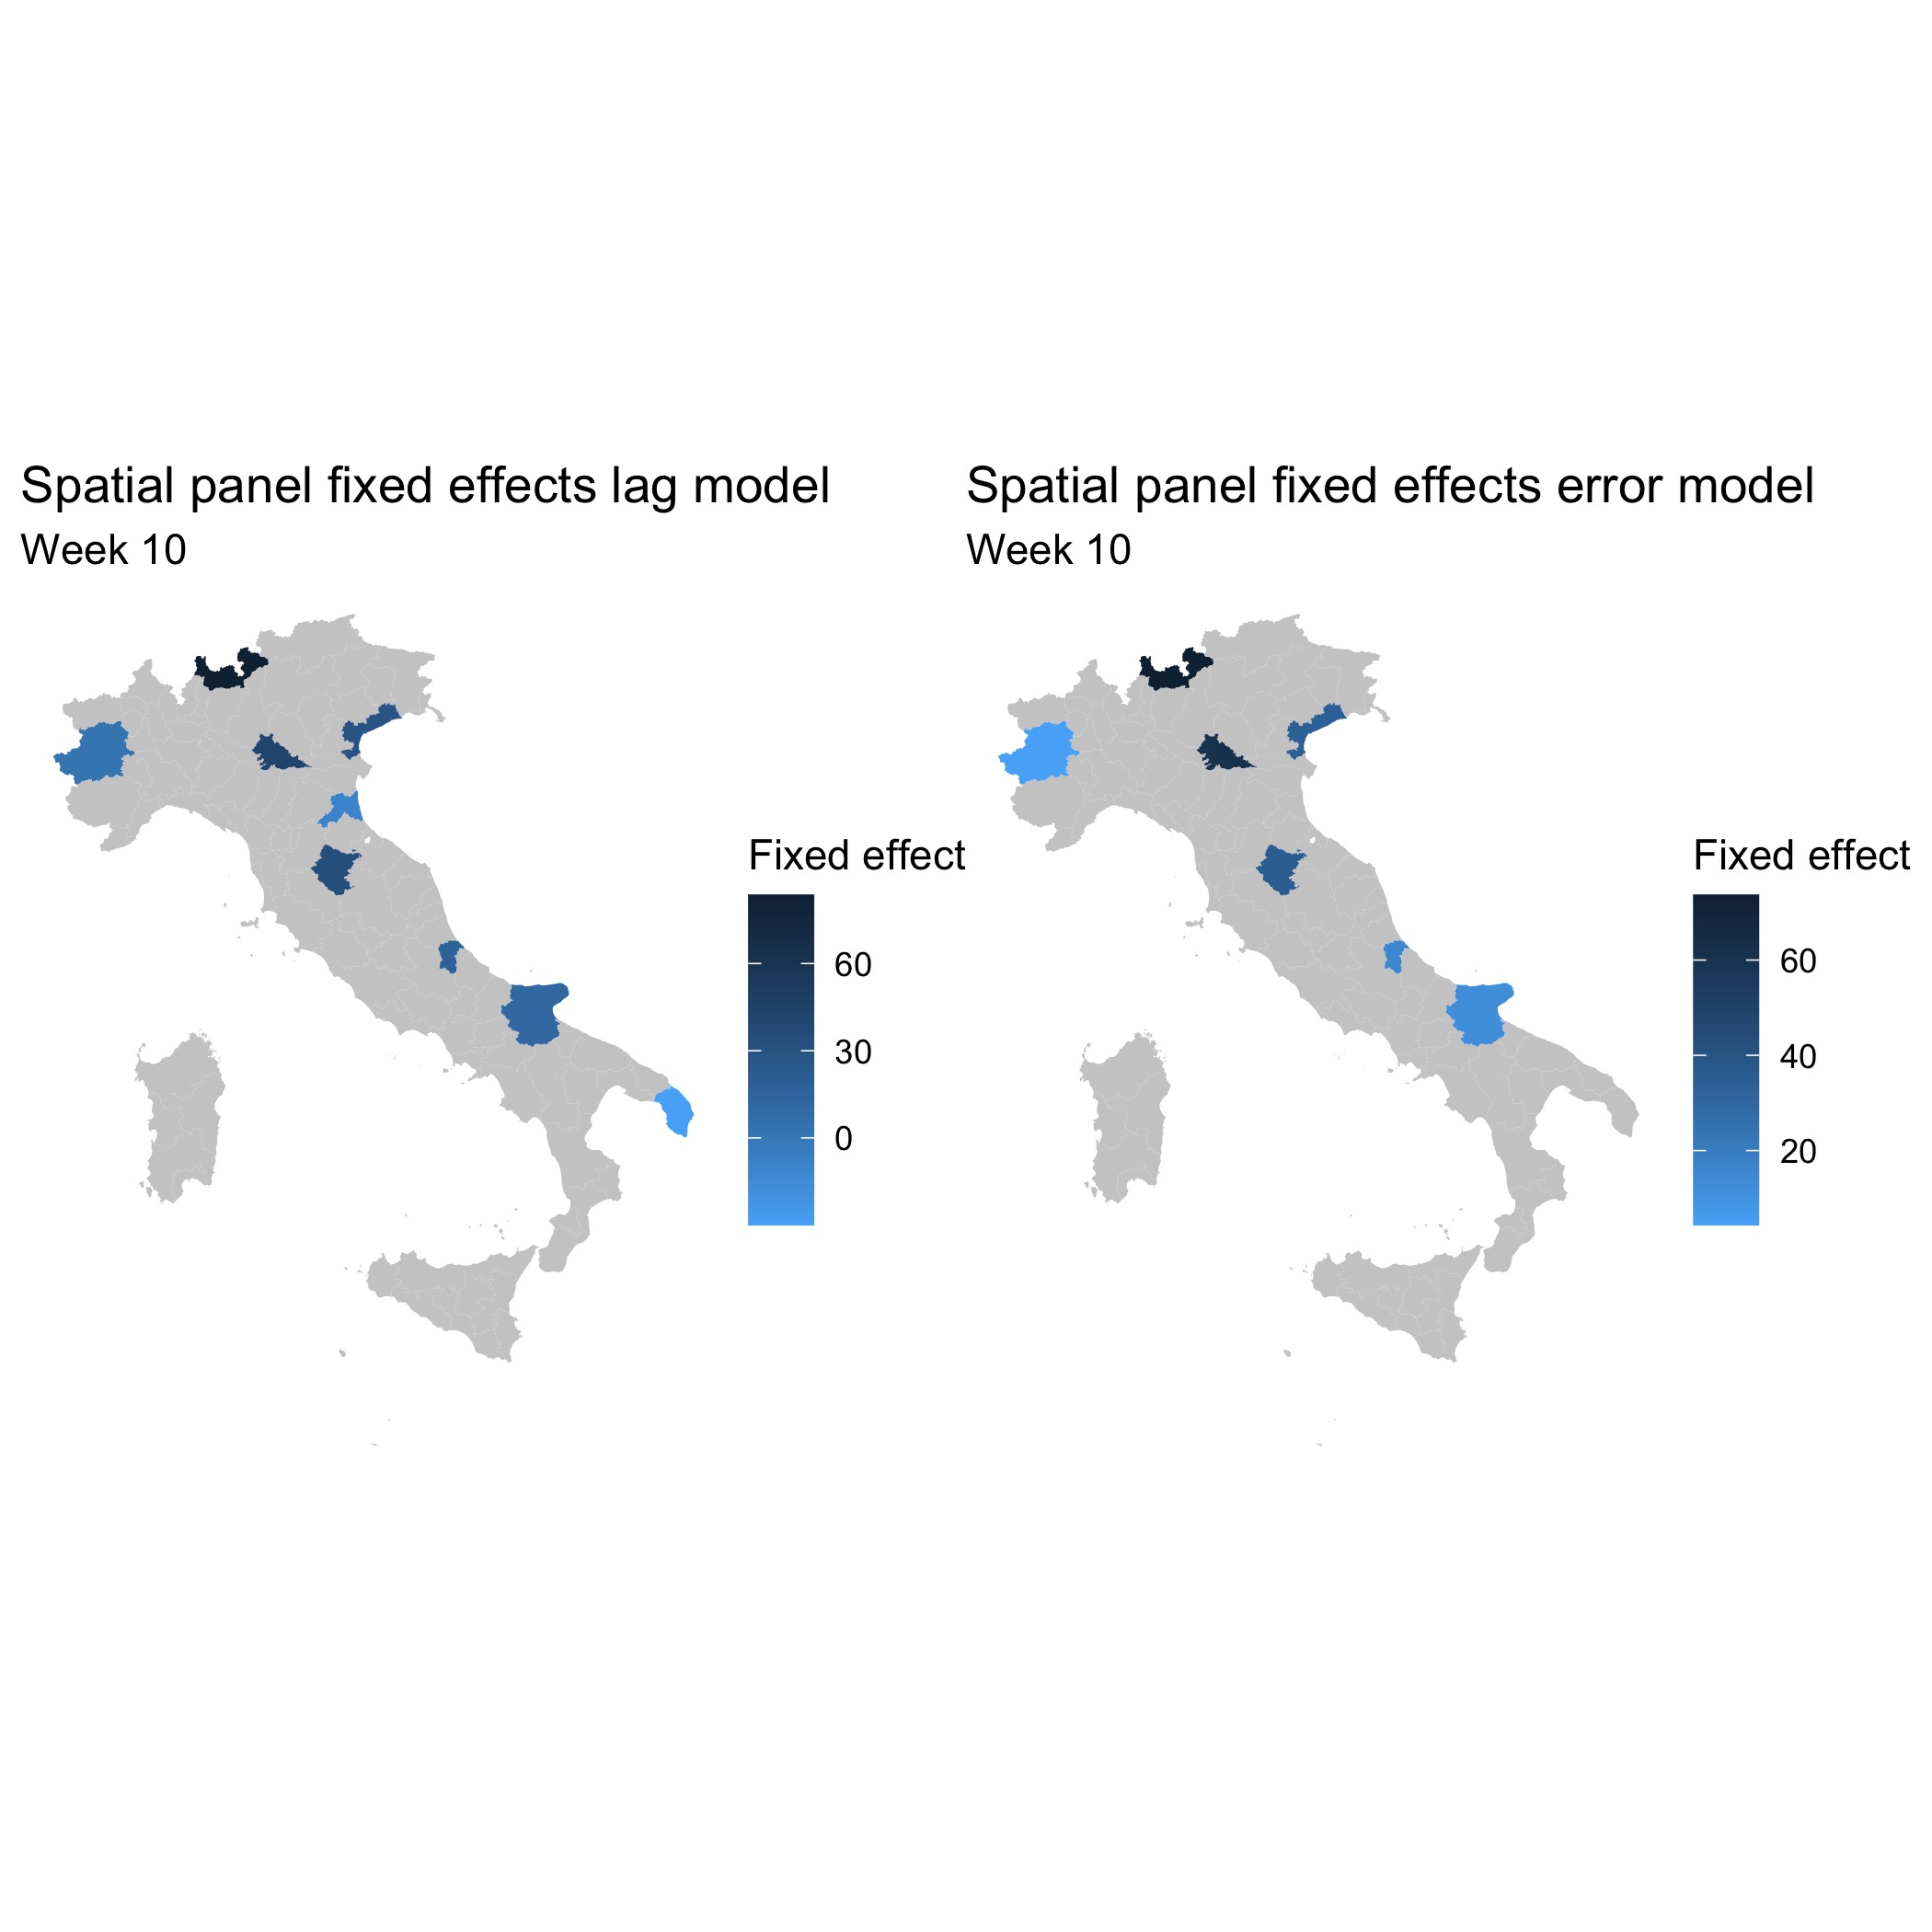 Spatial panel fixed effects lag model
Week 10
Fixed effect
60
30
0
Spatial panel fixed effects error model
Week 10
Fixed effect
60
40
20